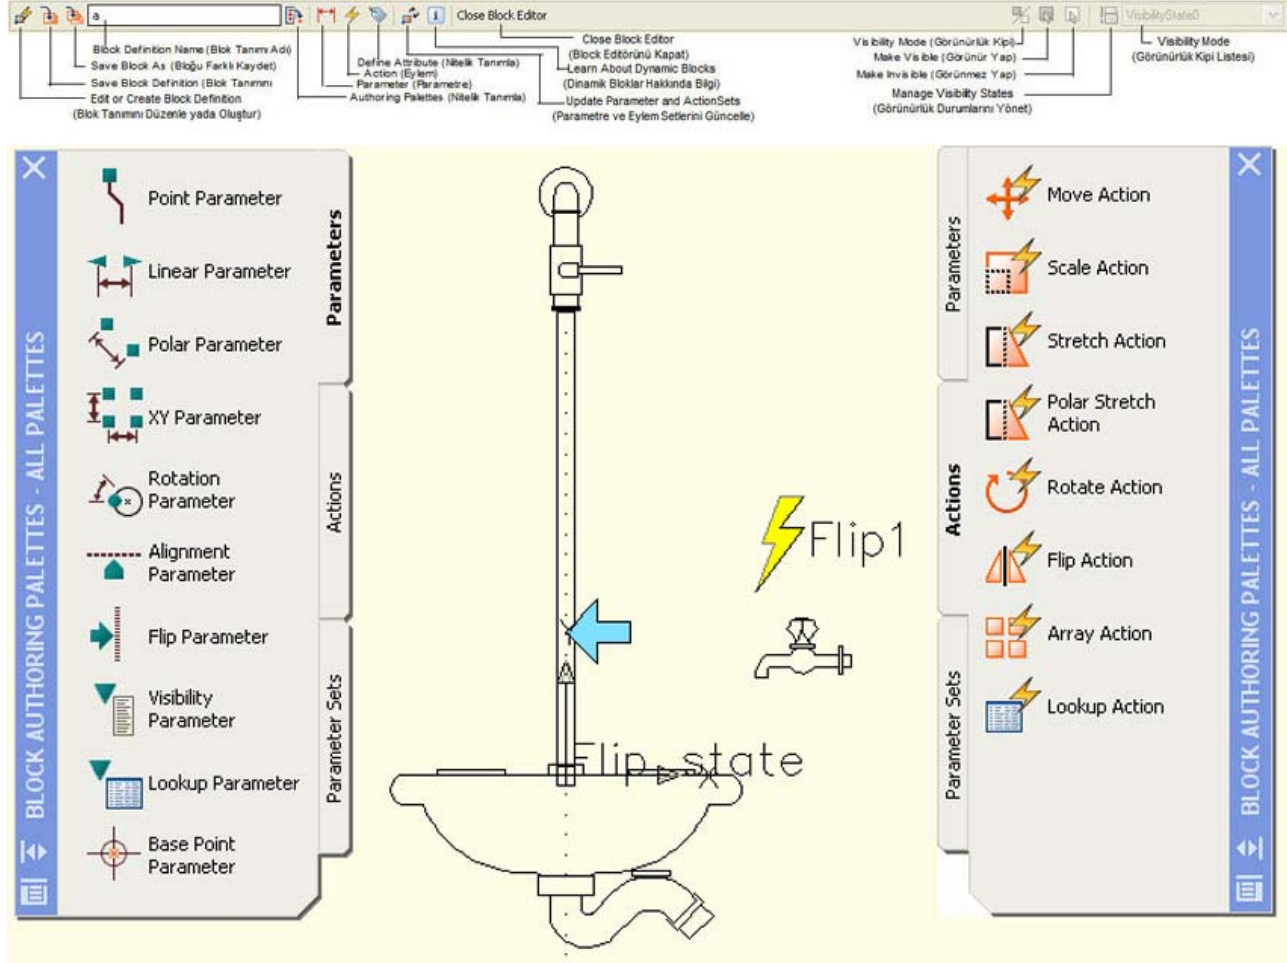 a
Close Block Editor
VisibilityState0
Block Definition Name (Blok Tanımı Adı)
Save Block As (Bloğu Farklı Kaydet)
Save Block Definition (Blok Tanımını
Edit or Create Block Definition
(Blok Tanımını Düzenle yada Oluştur)
Define Attribute (Nitelik Tanımla)
Action (Eylem)
Parameter (Parametre)
Authoring Palettes (Nitelik Tanımla)
Close Block Editor
(Block Editörünü Kapat)
Learn About Dynamic Blocks
(Dinamik Bloklar Hakkında Bilgi)
Update Parameter and ActionSets
(Parametre ve Eylem Setlerini Güncelle)
Visibility Mode (Görünürlük Kipi)
Make Visible (Görünür Yap)
Make Invisible (Görünmez Yap)
Manage Visibility States
(Görünürlük Durumlarını Yönet)
Visibility Mode
(Görünürlük Kipi Listesi)
BLOCK AUTHORING PALETTES - ALL PALETTES
Point Parameter
Linear Parameter
Polar Parameter
XY Parameter
Rotation
Parameter
Alignment
Parameter
Flip Parameter
Visibility
Parameter
Lookup Parameter
Base Point
Parameter
Parameters
Actions
Parameter Sets
Flip1
Flip state
Parameters
Actions
Parameter Sets
Move Action
Scale Action
Stretch Action
Polar Stretch
Action
Rotate Action
Flip Action
Array Action
Lookup Action
BLOCK AUTHORING PALETTES - ALL PALETTES